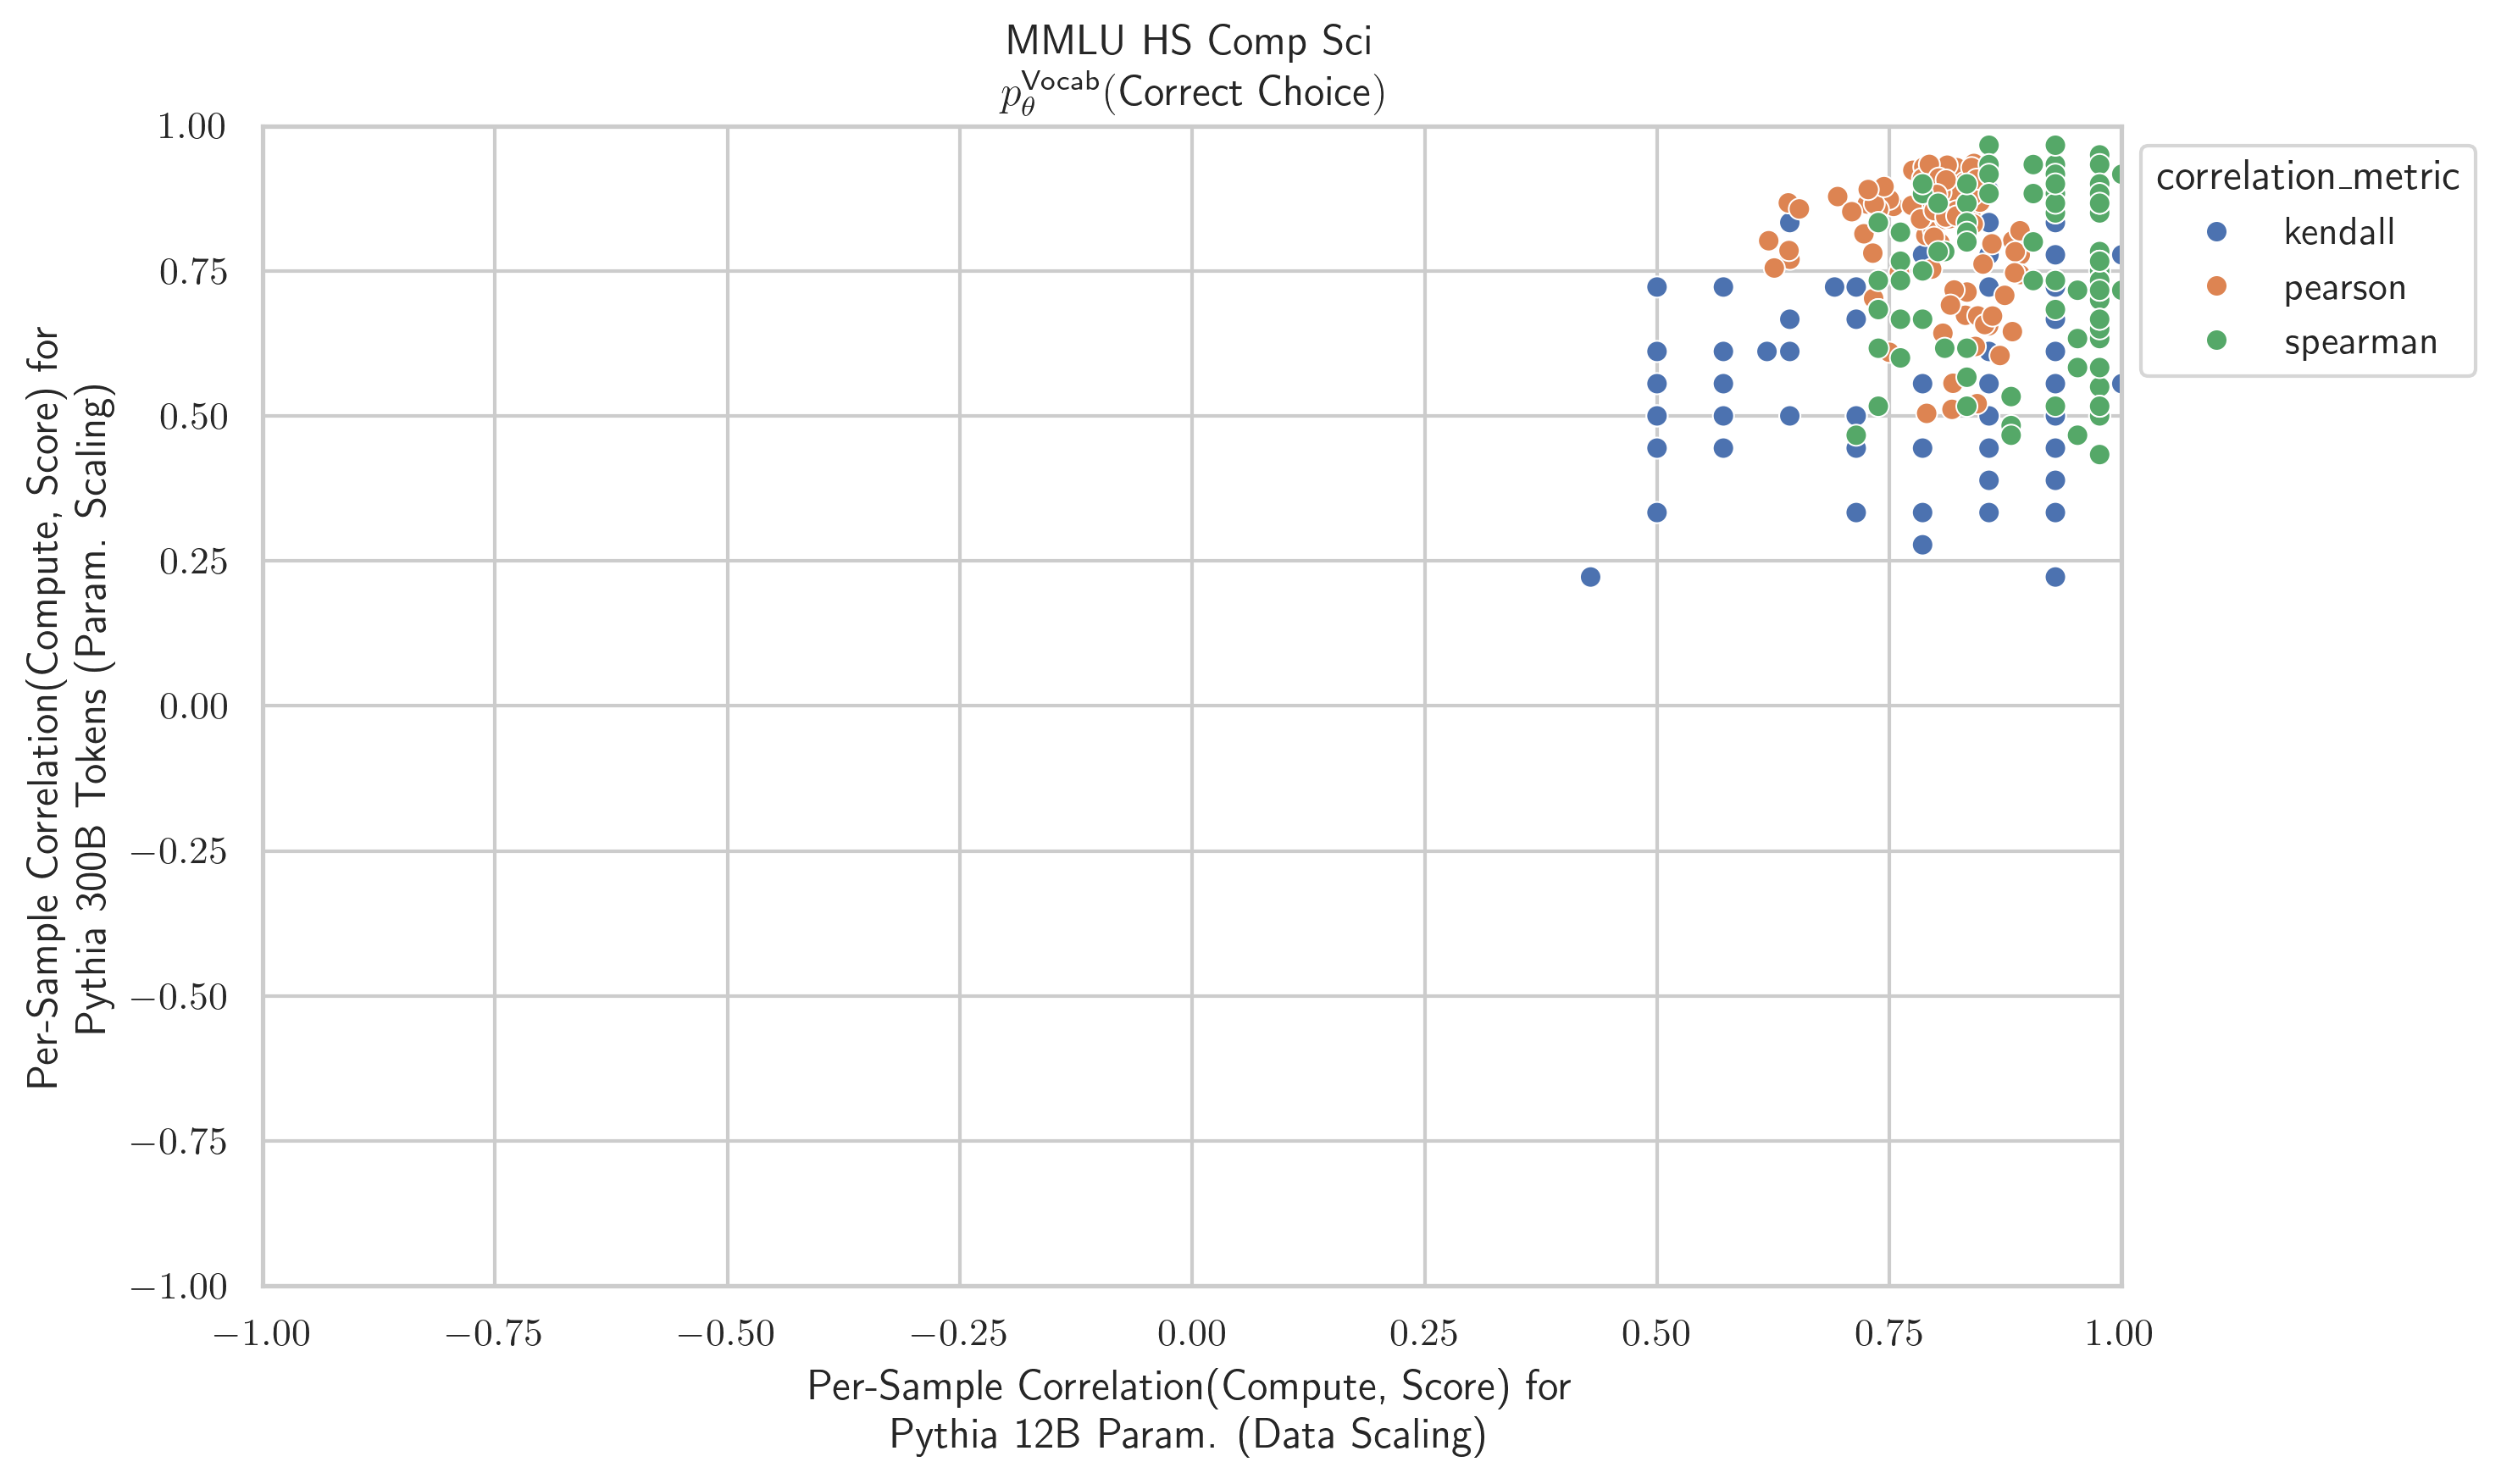 MMLU HS Comp Sci
p_θ^Vocab(Correct Choice)
1.00
0.75
0.50
0.25
0.00
−0.25
−0.50
−0.75
−1.00
Per-Sample Correlation(Compute, Score) for
Pythia 300B Tokens (Param. Scaling)
−1.00
−0.75
−0.50
−0.25
0.00
0.25
0.50
0.75
1.00
Per-Sample Correlation(Compute, Score) for
Pythia 12B Param. (Data Scaling)
correlation_metric
kendall
pearson
spearman